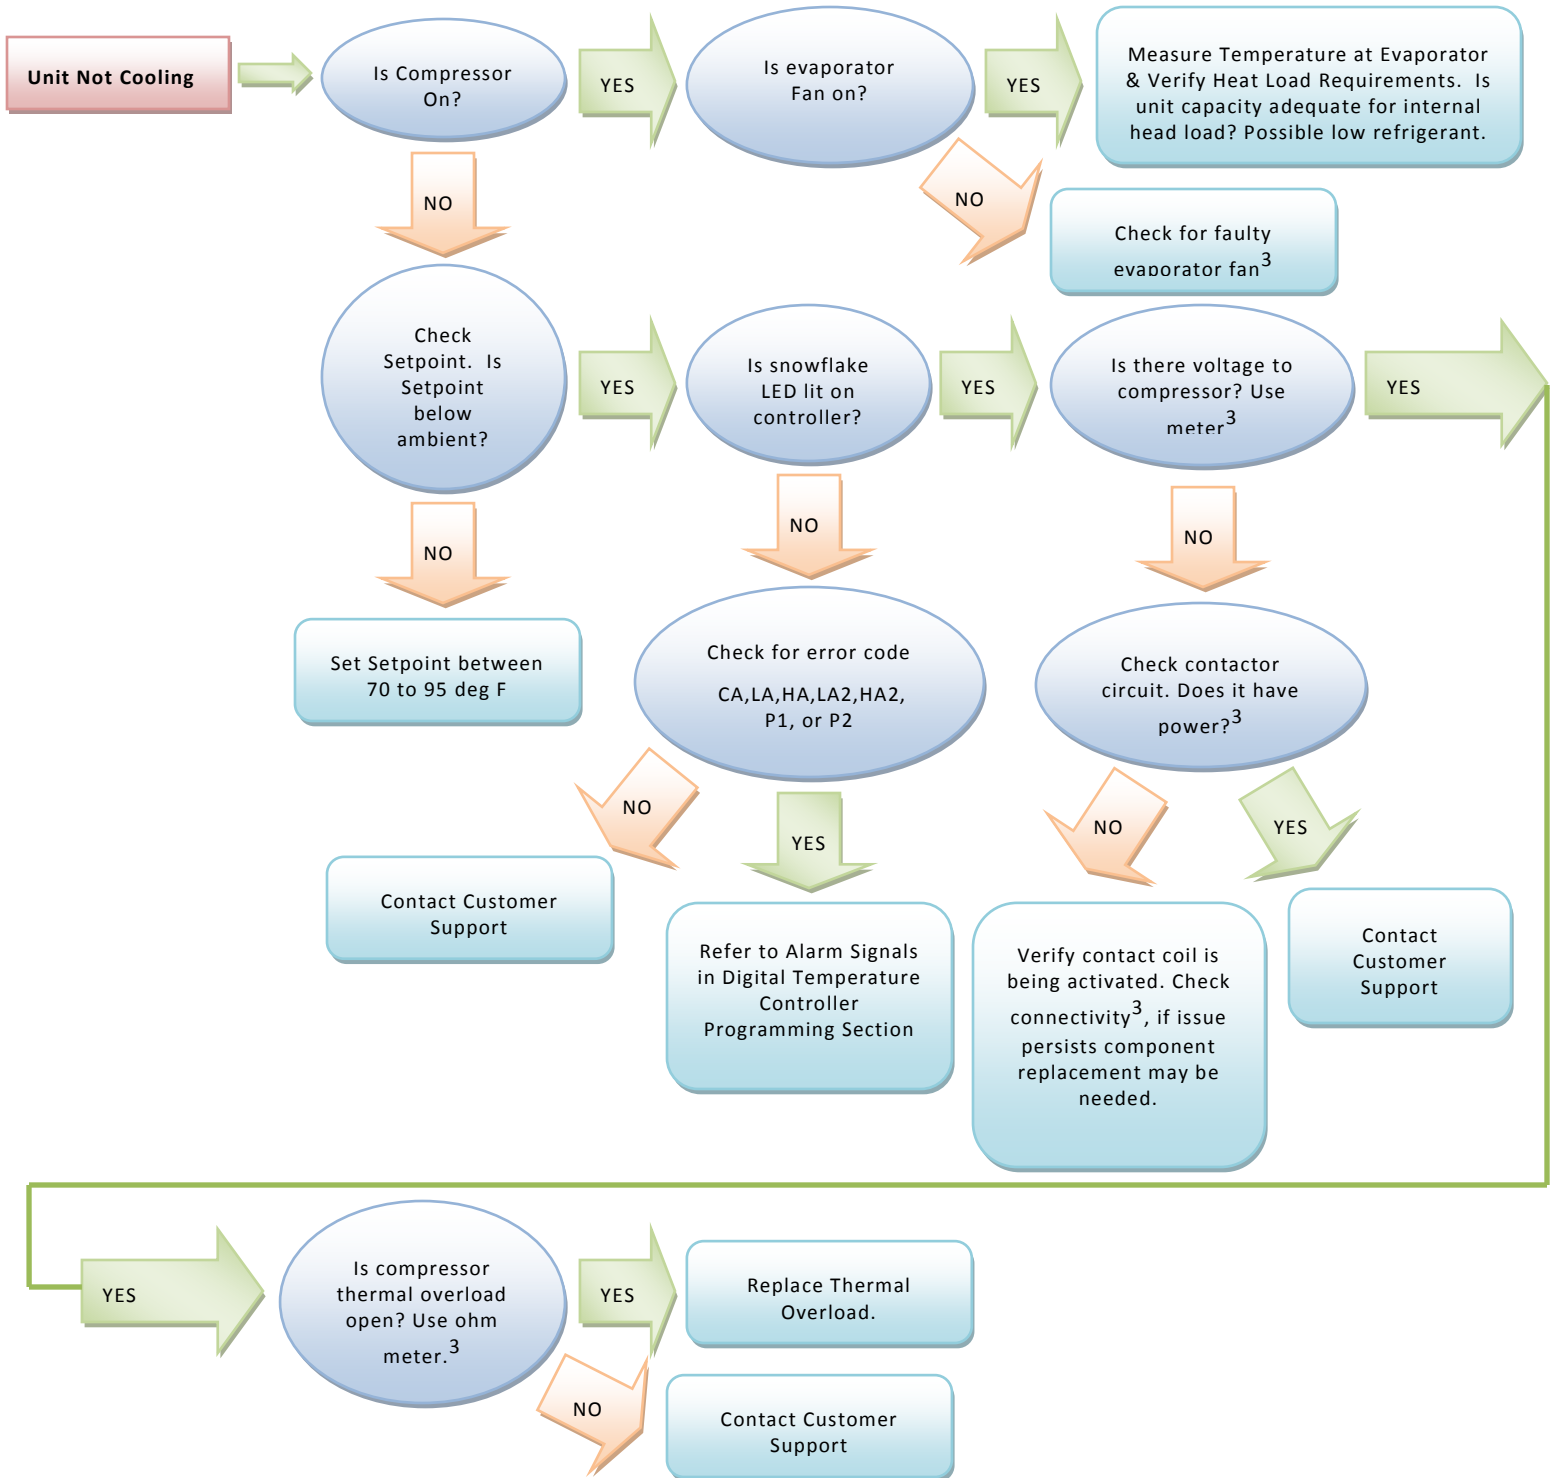 Unit Not Cooling
Is Compressor
On?
YES
Is evaporator
Fan on?
YES
Measure Temperature at Evaporator
& Verify Heat Load Requirements.  Is
unit capacity adequate for internal
head load? Possible low refrigerant.
NO
NO
Check for faulty
evaporator fan3
Check
Setpoint.  Is
Setpoint
below
ambient?
YES
Is snowflake
LED lit on
controller?
YES
Is there voltage to
compressor? Use
meter3
YES
NO
NO
NO
Set Setpoint between
70 to 95 deg F
Check for error code
CA,LA,HA,LA2,HA2,
P1, or P2
Check contactor
circuit. Does it have
power?3
NO
YES
NO
YES
Contact Customer
Support
Refer to Alarm Signals
in Digital Temperature
Controller
Programming Section
Verify contact coil is
being activated. Check
connectivity3, if issue
persists component
replacement may be
needed.
Contact
Customer
Support
YES
Is compressor
thermal overload
open? Use ohm
meter.3
YES
Replace Thermal
Overload.
NO
Contact Customer
Support